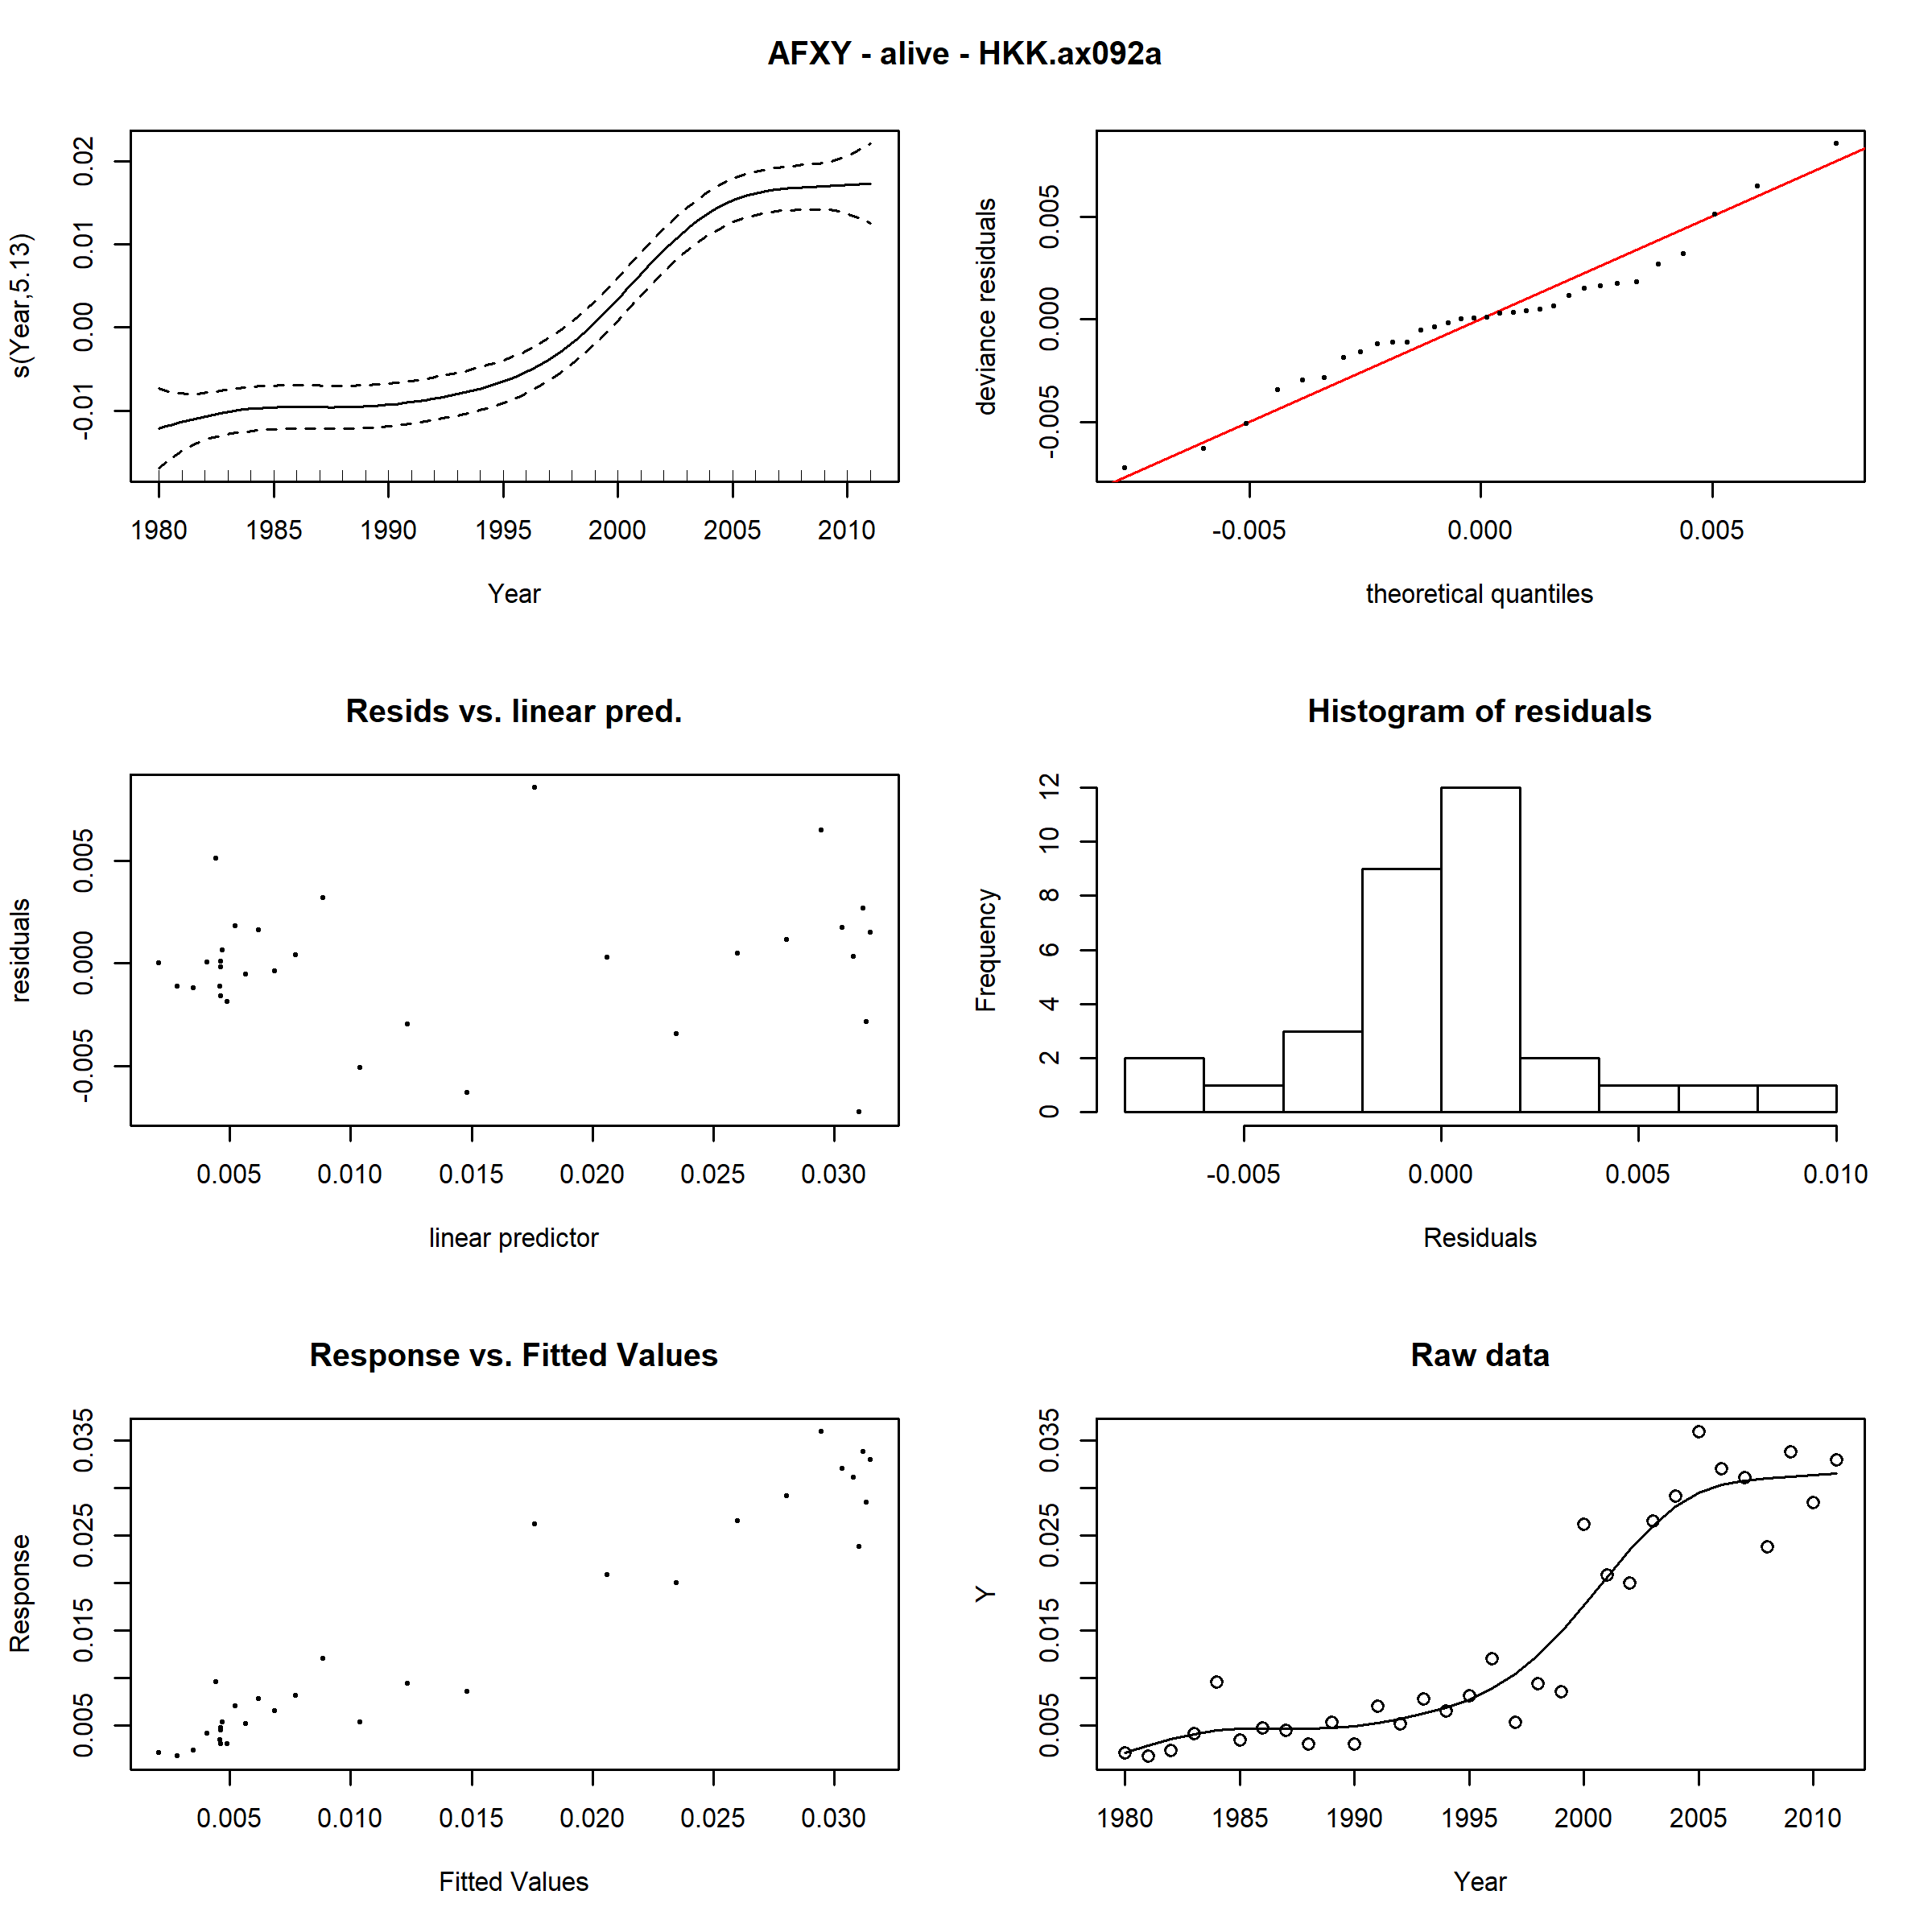 AFXY - alive - HKK.ax092a
s(Year,5.13)
-0.01 0.00 0.01 0.02
1980 1985 1990 1995 2000 2005 2010
Year
deviance residuals
-0.005 0.000 0.005
-0.005 0.000 0.005
theoretical quantiles
Resids vs. linear pred.
residuals
-0.005 0.000 0.005
0.005 0.010 0.015 0.020 0.025 0.030
linear predictor
Histogram of residuals
Frequency
0 2 4 6 8 10 12
-0.005 0.000 0.005 0.010
Residuals
Response vs. Fitted Values
Response
0.005 0.015 0.025 0.035
0.005 0.010 0.015 0.020 0.025 0.030
Fitted Values
Raw data
Y
0.005 0.015 0.025 0.035
1980 1985 1990 1995 2000 2005 2010
Year